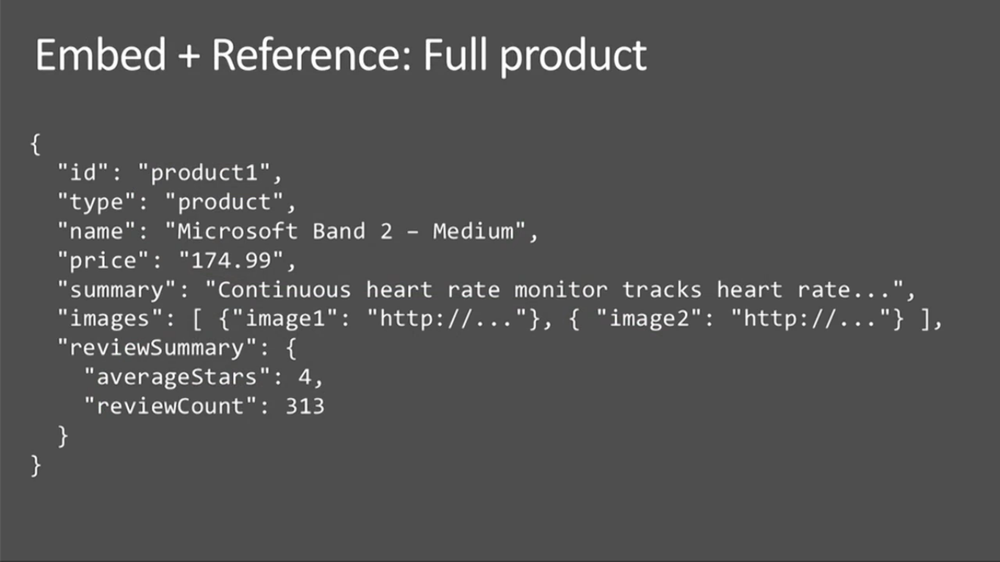 Embed + Reference: Full product
{
  "id": "product1",
  "type": "product",
  "name": "Microsoft Band 2 – Medium",
  "price": "174.99",
  "summary": "Continuous heart rate monitor tracks heart rate...",
  "images": [ {"image1": "http://..."}, { "image2": "http://..."} ],
  "reviewSummary": {
    "averageStars": 4,
    "reviewCount": 313
  }
}